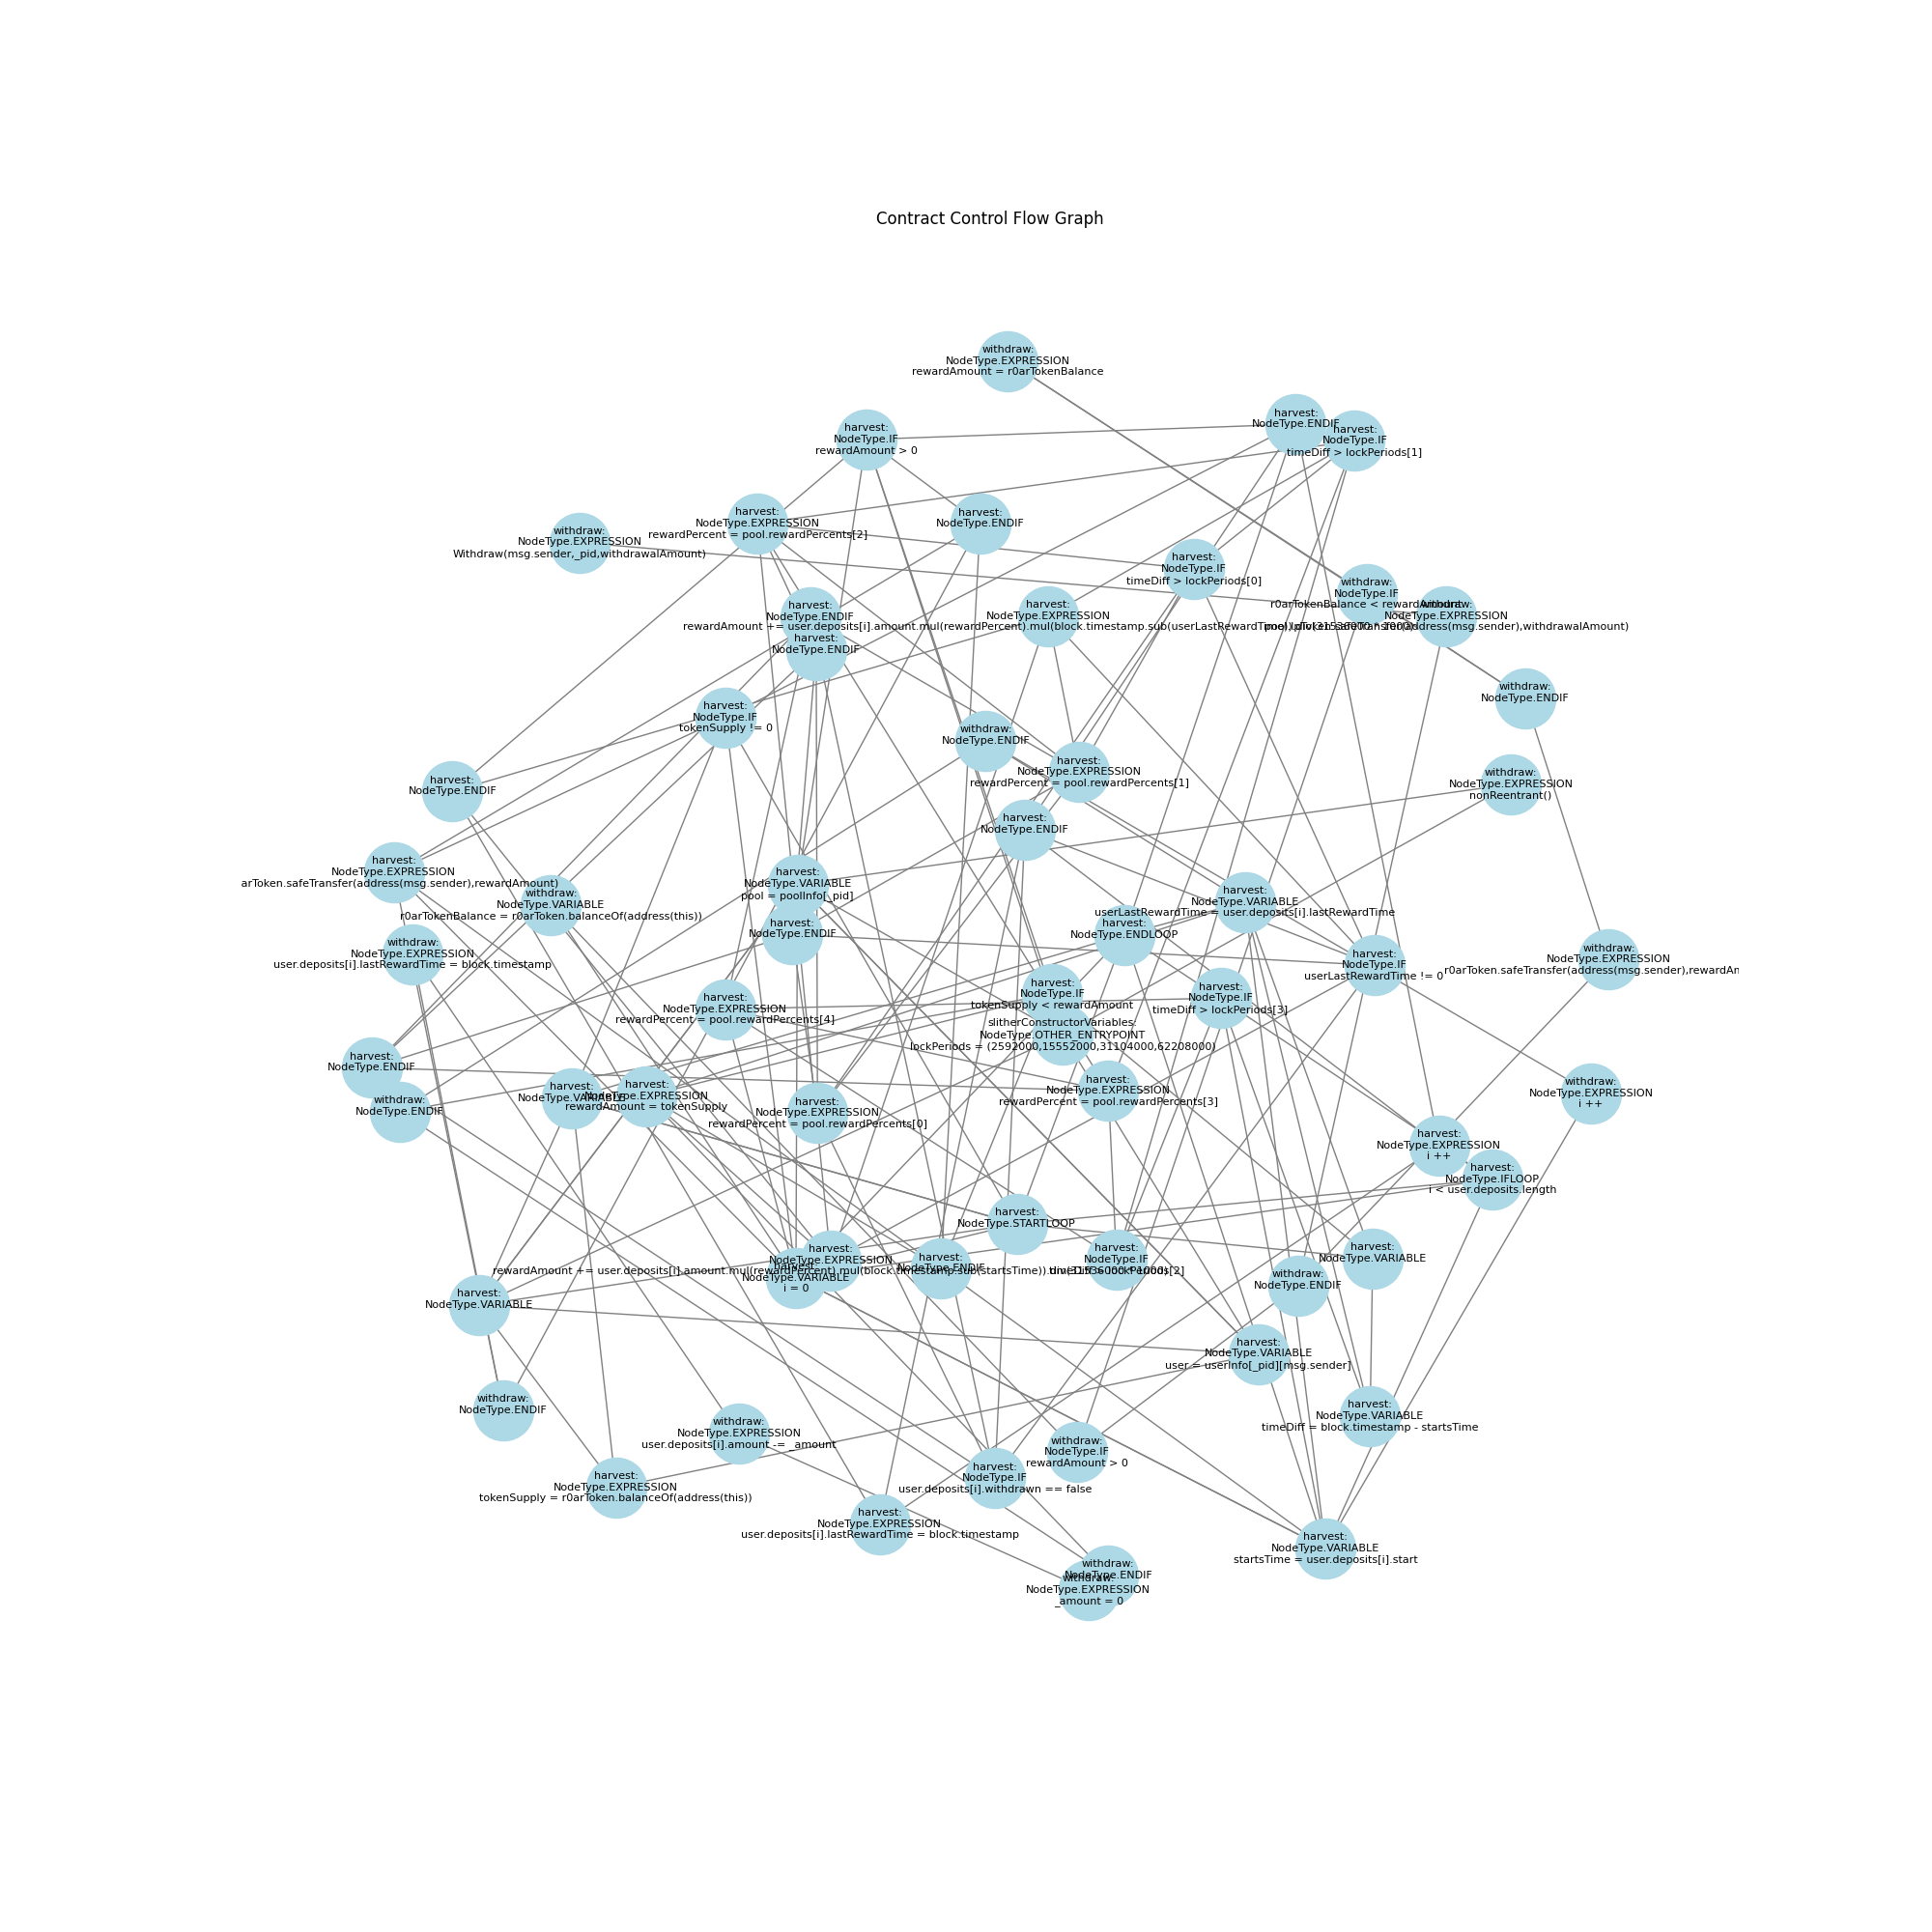 Contract Control Flow Graph
withdraw:
NodeType.EXPRESSION
rewardAmount = r0arTokenBalance
harvest:
NodeType.ENDIF
harvest:
NodeType.IF
timeDiff > lockPeriods[1]
harvest:
NodeType.IF
rewardAmount > 0
harvest:
NodeType.EXPRESSION
rewardPercent = pool.rewardPercents[2]
harvest:
NodeType.ENDIF
withdraw:
NodeType.EXPRESSION
Withdraw(msg.sender,_pid,withdrawalAmount)
harvest:
NodeType.IF
timeDiff > lockPeriods[0]
withdraw:
NodeType.IF
r0arTokenBalance < rewardAmount
withdraw:
NodeType.EXPRESSION
address(msg.sender),withdrawalAmount)
harvest:
NodeType.ENDIF
harvest:
NodeType.EXPRESSION
rewardAmount += user.deposits[i].amount.mul(rewardPercent).mul(block.timestamp.sub(userLastRewardTime))
harvest:
NodeType.ENDIF
withdraw:
NodeType.ENDIF
harvest:
NodeType.IF
tokenSupply != 0
withdraw:
NodeType.ENDIF
harvest:
NodeType.EXPRESSION
rewardPercent = pool.rewardPercents[1]
withdraw:
NodeType.EXPRESSION
nonReentrant()
harvest:
NodeType.ENDIF
harvest:
NodeType.ENDIF
harvest:
NodeType.EXPRESSION
arToken.safeTransfer(address(msg.sender),rewardAmount)
harvest:
NodeType.VARIABLE
pool = poolInfo[_pid]
withdraw:
NodeType.VARIABLE
r0arTokenBalance = r0arToken.balanceOf(address(this))
harvest:
NodeType.VARIABLE
userLastRewardTime = user.deposits[i].lastRewardTime
harvest:
NodeType.ENDIF
harvest:
NodeType.ENDLOOP
withdraw:
NodeType.EXPRESSION
user.deposits[i].lastRewardTime = block.timestamp
harvest:
NodeType.IF
userLastRewardTime != 0
withdraw:
NodeType.EXPRESSION
r0arToken.safeTransfer(address(msg.sender),rewardAr
harvest:
NodeType.IF
tokenSupply < rewardAmount
harvest:
NodeType.IF
timeDiff > lockPeriods[3]
harvest:
NodeType.EXPRESSION
rewardPercent = pool.rewardPercents[4]
slitherConstructorVariables:
NodeType.OTHER_ENTRYPOINT
lockPeriods = (2592000,15552000,31104000,62208000)
harvest:
NodeType.ENDIF
withdraw:
NodeType.ENDIF
harvest:
NodeType.VARIABLE
harvest:
NodeType.EXPRESSION
rewardAmount = tokenSupply
harvest:
NodeType.EXPRESSION
rewardPercent = pool.rewardPercents[0]
harvest:
NodeType.EXPRESSION
rewardPercent = pool.rewardPercents[3]
withdraw:
NodeType.EXPRESSION
i ++
harvest:
NodeType.EXPRESSION
i ++
harvest:
NodeType.IFLOOP
i < user.deposits.length
harvest:
NodeType.STARTLOOP
harvest:
NodeType.EXPRESSION
rewardAmount += user.deposits[i].amount.mul(rewardPercent).mul(block.timestamp.sub(startsTime))
harvest:
NodeType.VARIABLE
i = 0
harvest:
NodeType.ENDIF
harvest:
NodeType.IF
harvest:
NodeType.VARIABLE
withdraw:
NodeType.ENDIF
harvest:
NodeType.VARIABLE
harvest:
NodeType.VARIABLE
user = userInfo[_pid][msg.sender]
withdraw:
NodeType.ENDIF
harvest:
NodeType.VARIABLE
timeDiff = block.timestamp - startsTime
withdraw:
NodeType.EXPRESSION
user.deposits[i].amount -= _amount
withdraw:
NodeType.IF
rewardAmount > 0
harvest:
NodeType.EXPRESSION
tokenSupply = r0arToken.balanceOf(address(this))
harvest:
NodeType.IF
user.deposits[i].withdrawn == false
harvest:
NodeType.EXPRESSION
user.deposits[i].lastRewardTime = block.timestamp
harvest:
NodeType.VARIABLE
startsTime = user.deposits[i].start
withdraw:
NodeType.ENDIF
withdraw:
NodeType.EXPRESSION
_amount = 0